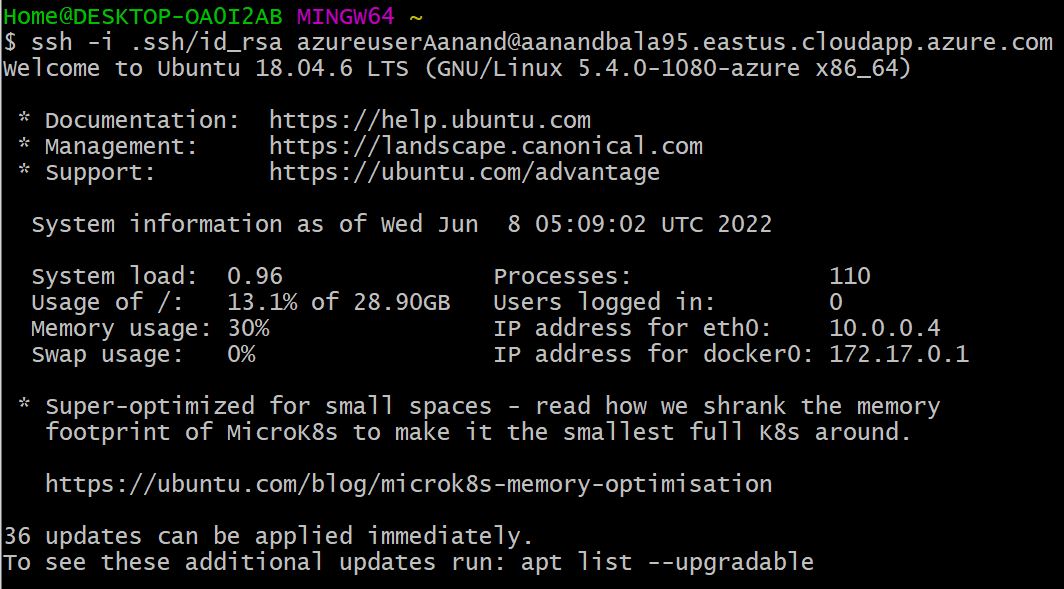 Home@DESKTOP-OA0I2AB MINGW64 ~
$ ssh -i .ssh/id_rsa azureuserAanand@aanandbala95.eastus.cloudapp.azure.com
Welcome to Ubuntu 18.04.6 LTS (GNU/Linux 5.4.0-1080-azure x86_64)
* Documentation:  https://help.ubuntu.com
* Management:     https://landscape.canonical.com
* Support:        https://ubuntu.com/advantage
System information as of Wed Jun  8 05:09:02 UTC 2022
System load:  0.96               Processes:              110
Usage of /:   13.1% of 28.90GB   Users logged in:        0
Memory usage: 30%                IP address for eth0:    10.0.0.4
Swap usage:   0%                 IP address for docker0: 172.17.0.1
* Super-optimized for small spaces - read how we shrank the memory
footprint of MicroK8s to make it the smallest full K8s around.
https://ubuntu.com/blog/microk8s-memory-optimisation
36 updates can be applied immediately.
To see these additional updates run: apt list --upgradable